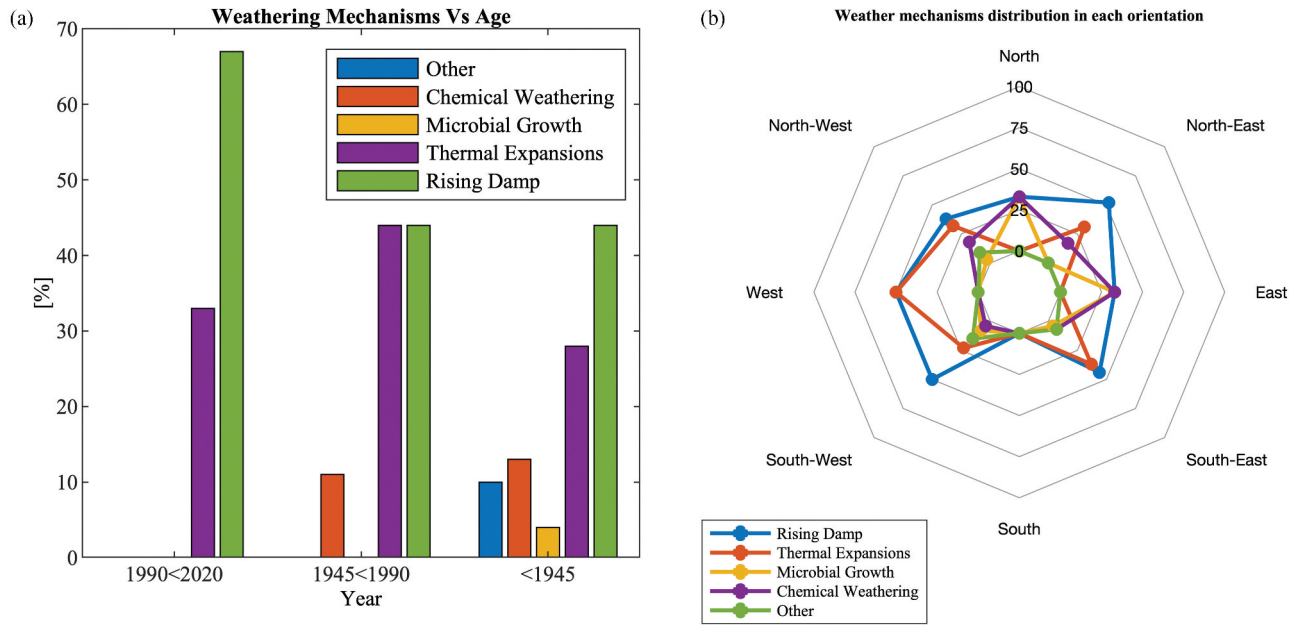 (a)
Weathering Mechanisms Vs Age
70
60
50
40
30
20
10
0
[%]
Other
Chemical Weathering
Microbial Growth
Thermal Expansions
Rising Damp
1990<2020
1945<1990
<1945
Year
(b)
Weather mechanisms distribution in each orientation
North
North-East
East
South-East
South
South-West
West
North-West
100
75
50
25
0
Rising Damp
Thermal Expansions
Microbial Growth
Chemical Weathering
Other